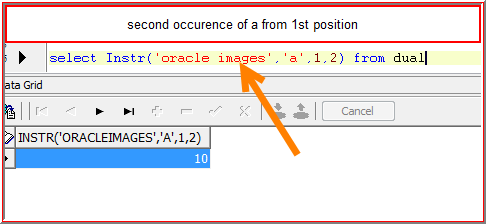 second occurence of a from 1st position
select Instr('oracle images','a',1,2) from dual
ata Grid
Cancel
INSTR('ORACLEIMAGES','A',1,2)
10